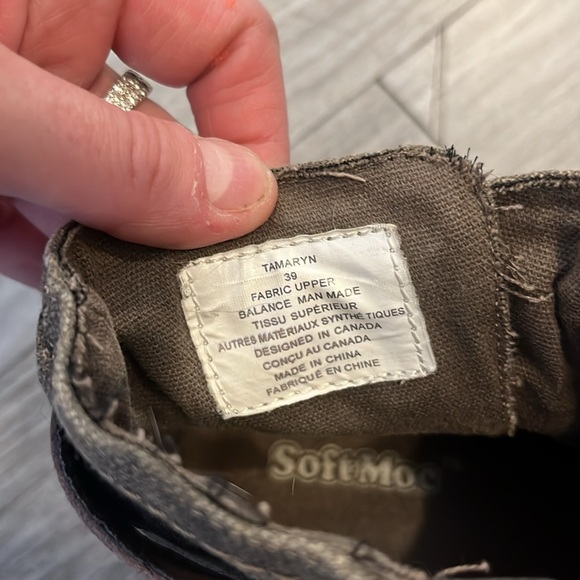 TAMARYN
39
FABRIC UPPER
BALANCE MAN MADE
TISSU SUPÉRIEUR
AUTRES MATÉRIAUX SYNTHETIQUES
DESIGNED IN CANADA
CONÇU AU CANADA
MADE IN CHINA
FABRIQUÉ EN CHINE
SoftMoc